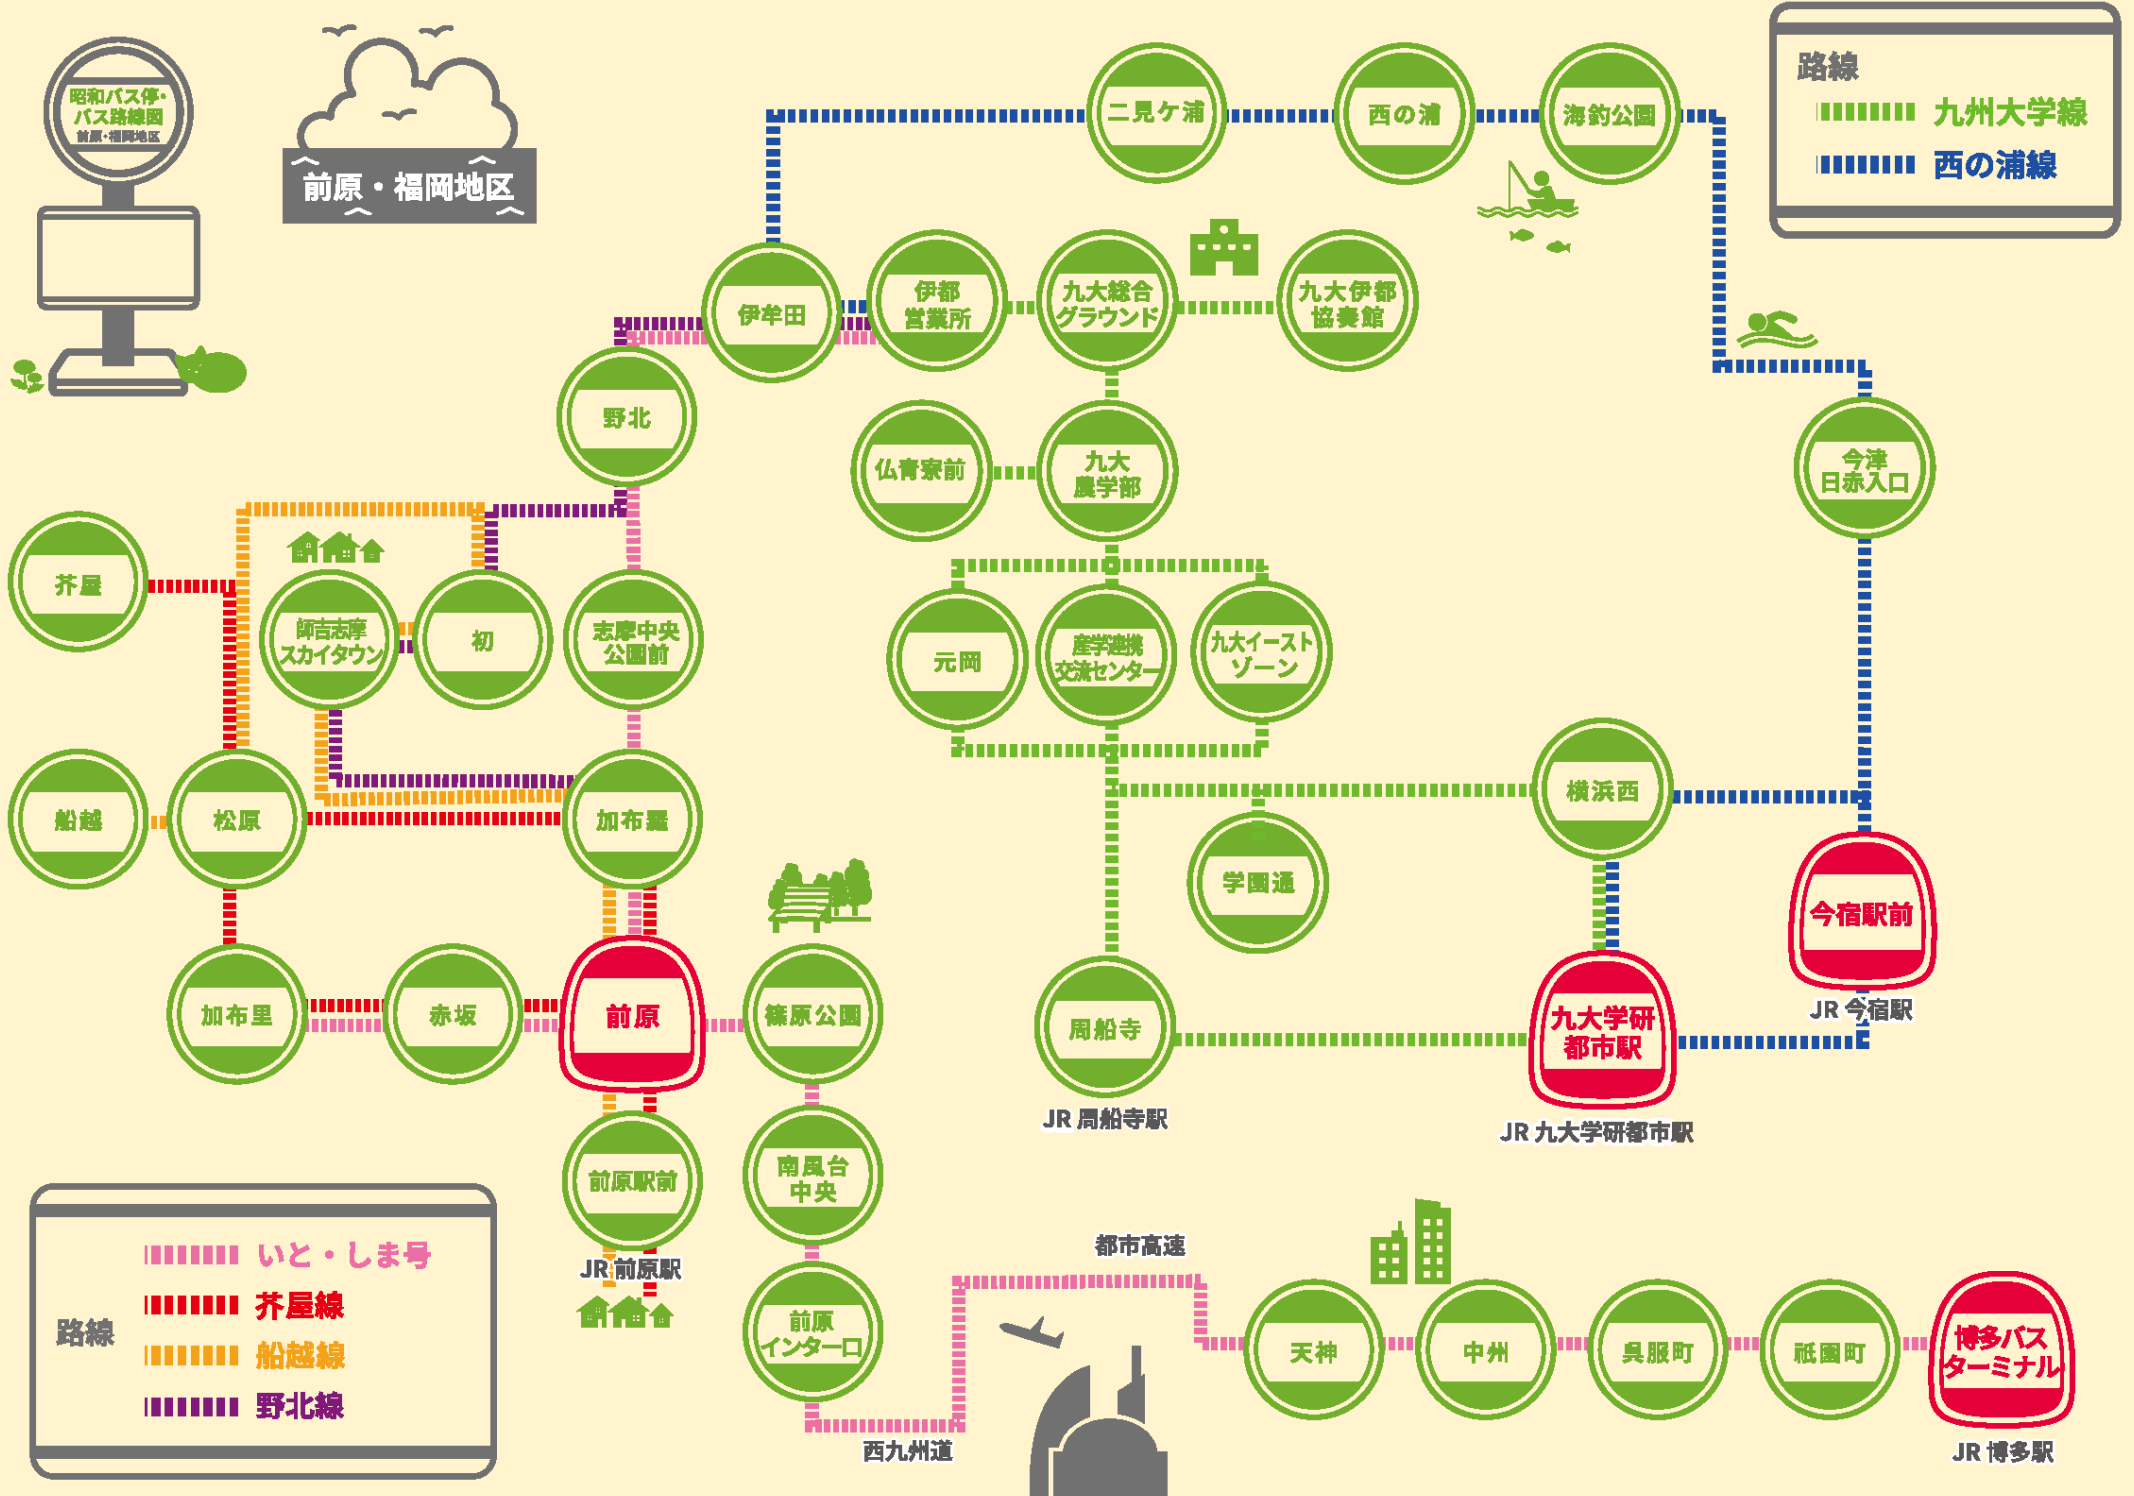 昭和バス停・
バス路線図
前原・福岡地区
前原・福岡地区
路線
九州大学線
西の浦線
二見ケ浦
西の浦
海釣公園
伊牟田
伊都
営業所
九大総合
グラウンド
九大伊都
協奏館
野北
仏青寮前
九大
農学部
今津
日赤入口
芥屋
師吉志摩
スカイタウン
初
志摩中央
公園前
元岡
産学連携
交流センター
九大イースト
ゾーン
船越
松原
加布羅
横浜西
学園通
今宿駅前
JR 今宿駅
加布里
赤坂
前原
篠原公園
周船寺
JR 周船寺駅
九大学研
都市駅
JR 九大学研都市駅
前原駅前
JR 前原駅
南風台
中央
前原
インター口
西九州道
都市高速
天神
中州
呉服町
祇園町
博多バス
ターミナル
JR 博多駅
路線
いと・しま号
芥屋線
船越線
野北線